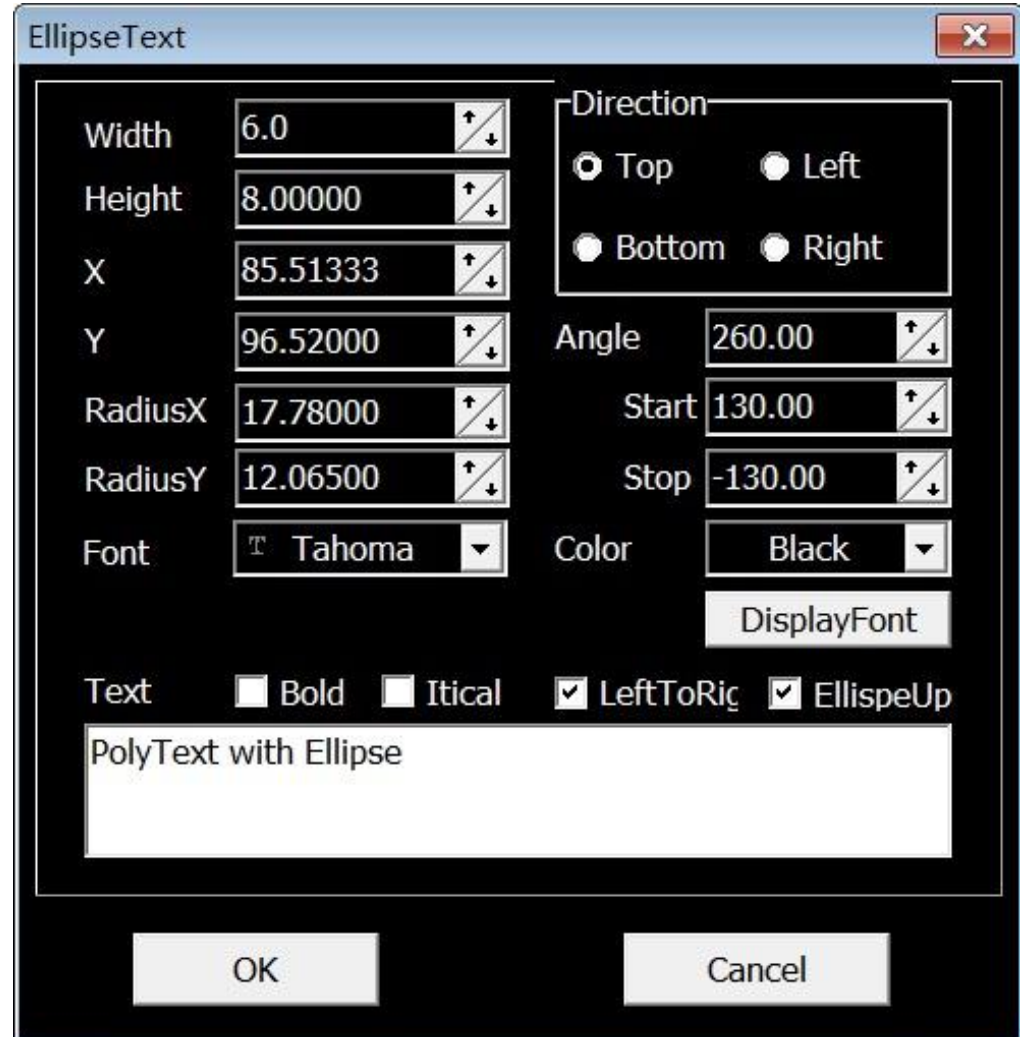 EllipseText
Width 6.0
Height 8.00000
X 85.51333
Y 96.52000
RadiusX 17.78000
RadiusY 12.06500
Font T Tahoma
Direction
Top Left
Bottom Right
Angle 260.00
Start 130.00
Stop -130.00
Color Black
DisplayFont
Text Bold Itical LeftToRig EllispeUp
PolyText with Ellipse
OK Cancel